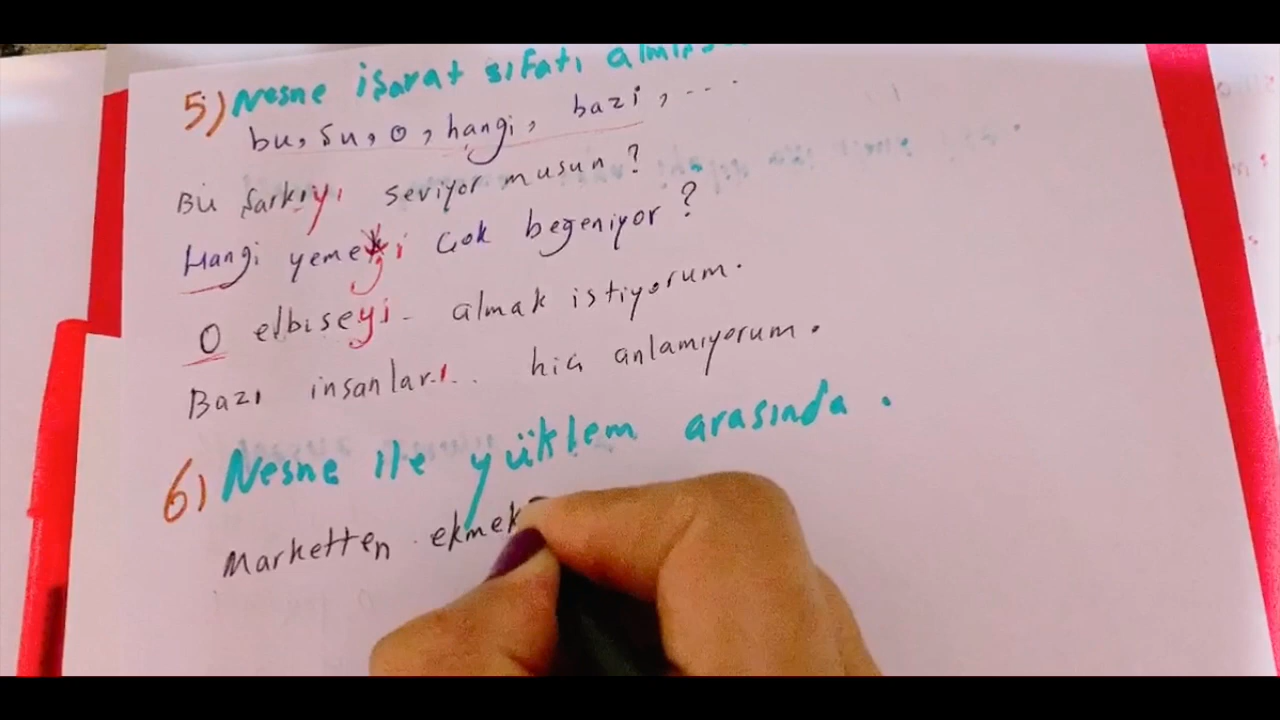 5) Nesne işarat sıfatı
bu, şu, o, hangi, bazi, ...
Bu şarkıyı seviyor musun?
Hangi yemeği çok beğeniyor?
O elbiseyi almak istiyorum.
Bazı insanları.. hiç anlamıyorum.
6) Nesne ile yüklem arasında.
Marketten ekmek